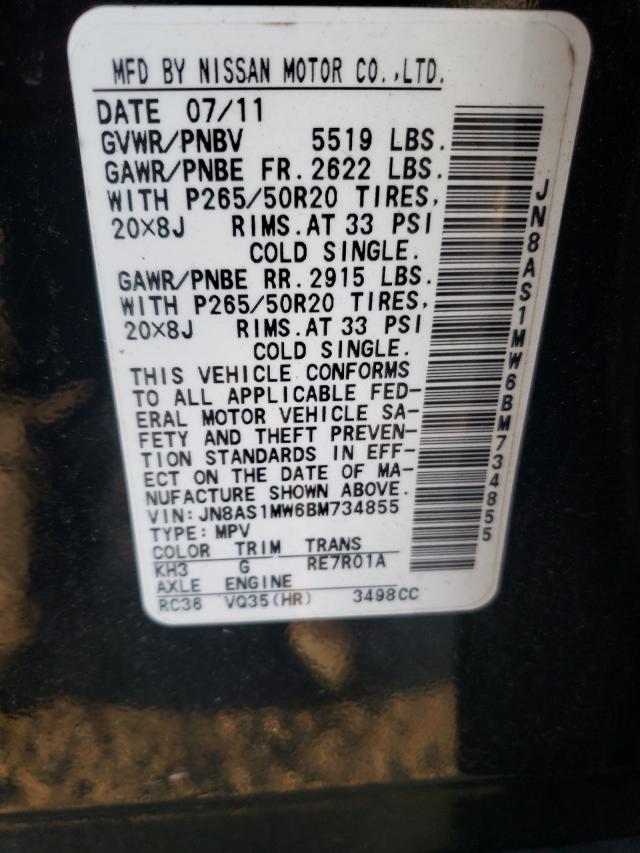 MFD BY NISSAN MOTOR CO.,LTD.
DATE 07/11
GVWR/PNBV 5519 LBS.
GAWR/PNBE FR. 2622 LBS.
WITH P265/50R20 TIRES,
20×8J RIMS. AT 33 PSI
COLD SINGLE.
GAWR/PNBE RR. 2915 LBS.
WITH P265/50R20 TIRES,
20×8J RIMS. AT 33 PSI
COLD SINGLE.
THIS VEHICLE CONFORMS
TO ALL APPLICABLE FED-
ERAL MOTOR VEHICLE SA-
FETY AND THEFT PREVEN-
TION STANDARDS IN EFF-
ECT ON THE DATE OF MA-
NUFACTURE SHOWN ABOVE.
VIN: JN8AS1MW6BM734855
TYPE: MPV
COLOR TRIM TRANS
KH3 G RE7R01A
AXLE ENGINE
RC36 VQ35(HR) 3498CC
JN8AS1MW6BM734855